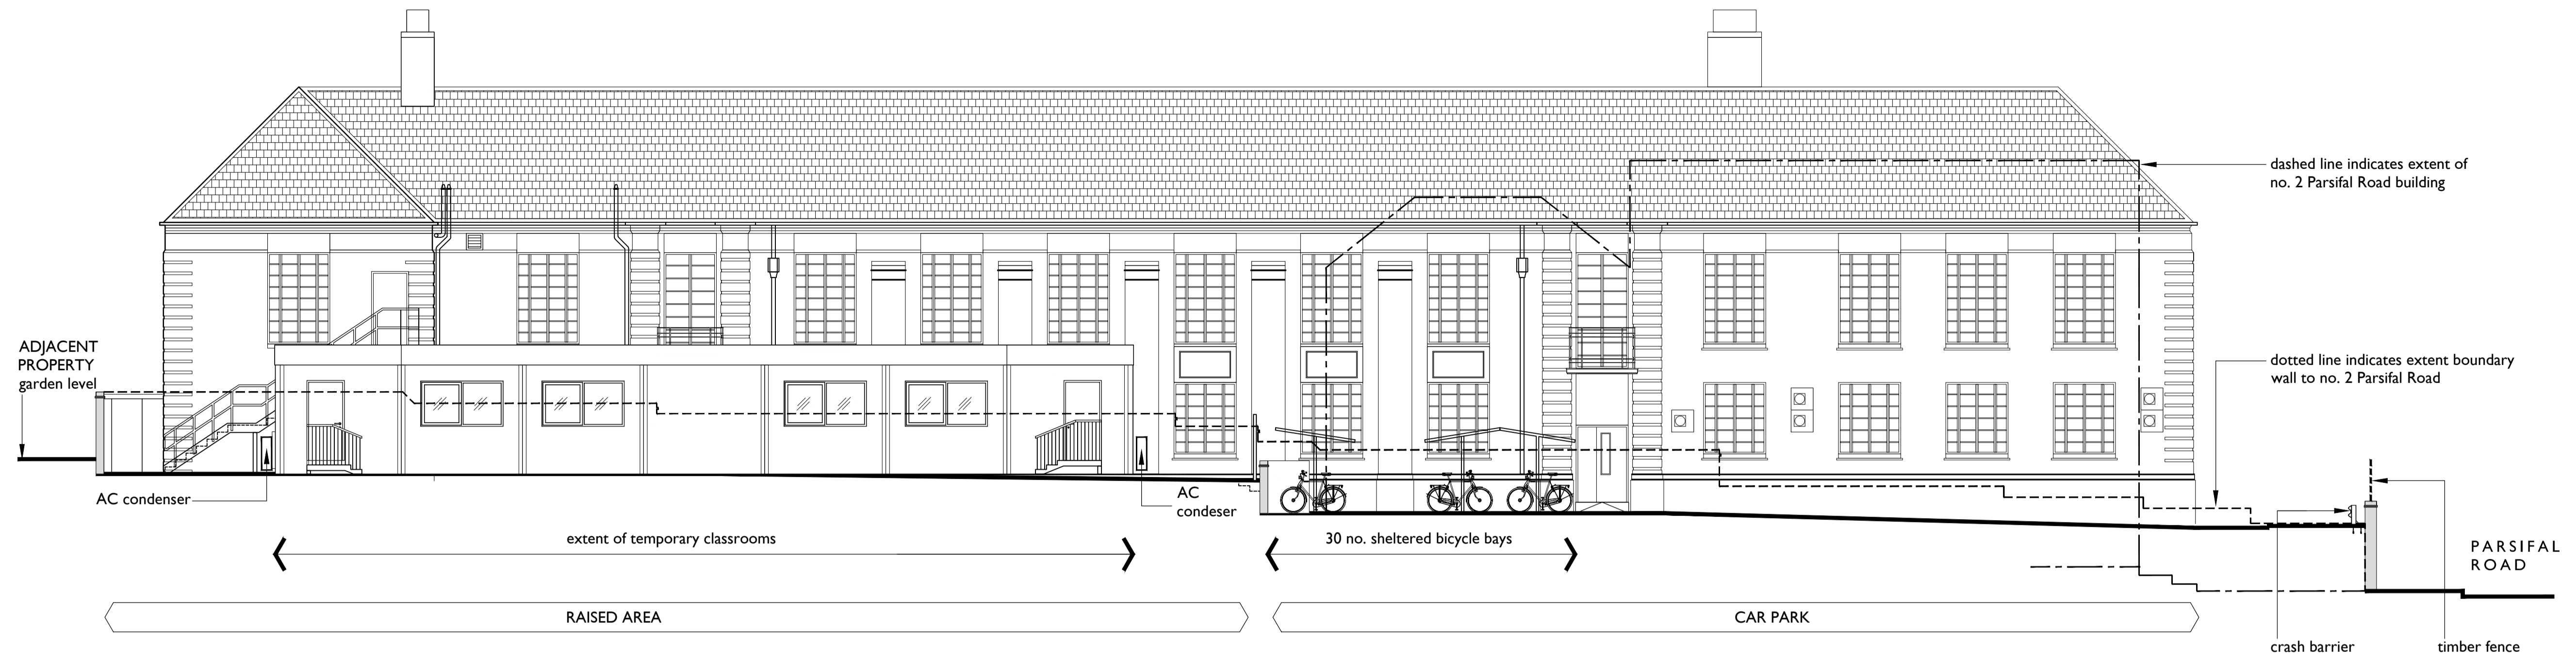 dashed line indicates extent of
no. 2 Parsifal Road building
ADJACENT
PROPERTY
garden level
dotted line indicates extent boundary
wall to no. 2 Parsifal Road
AC condenser
AC
condeser
extent of temporary classrooms
30 no. sheltered bicycle bays
PARSIFAL
ROAD
RAISED AREA
CAR PARK
crash barrier
timber fence